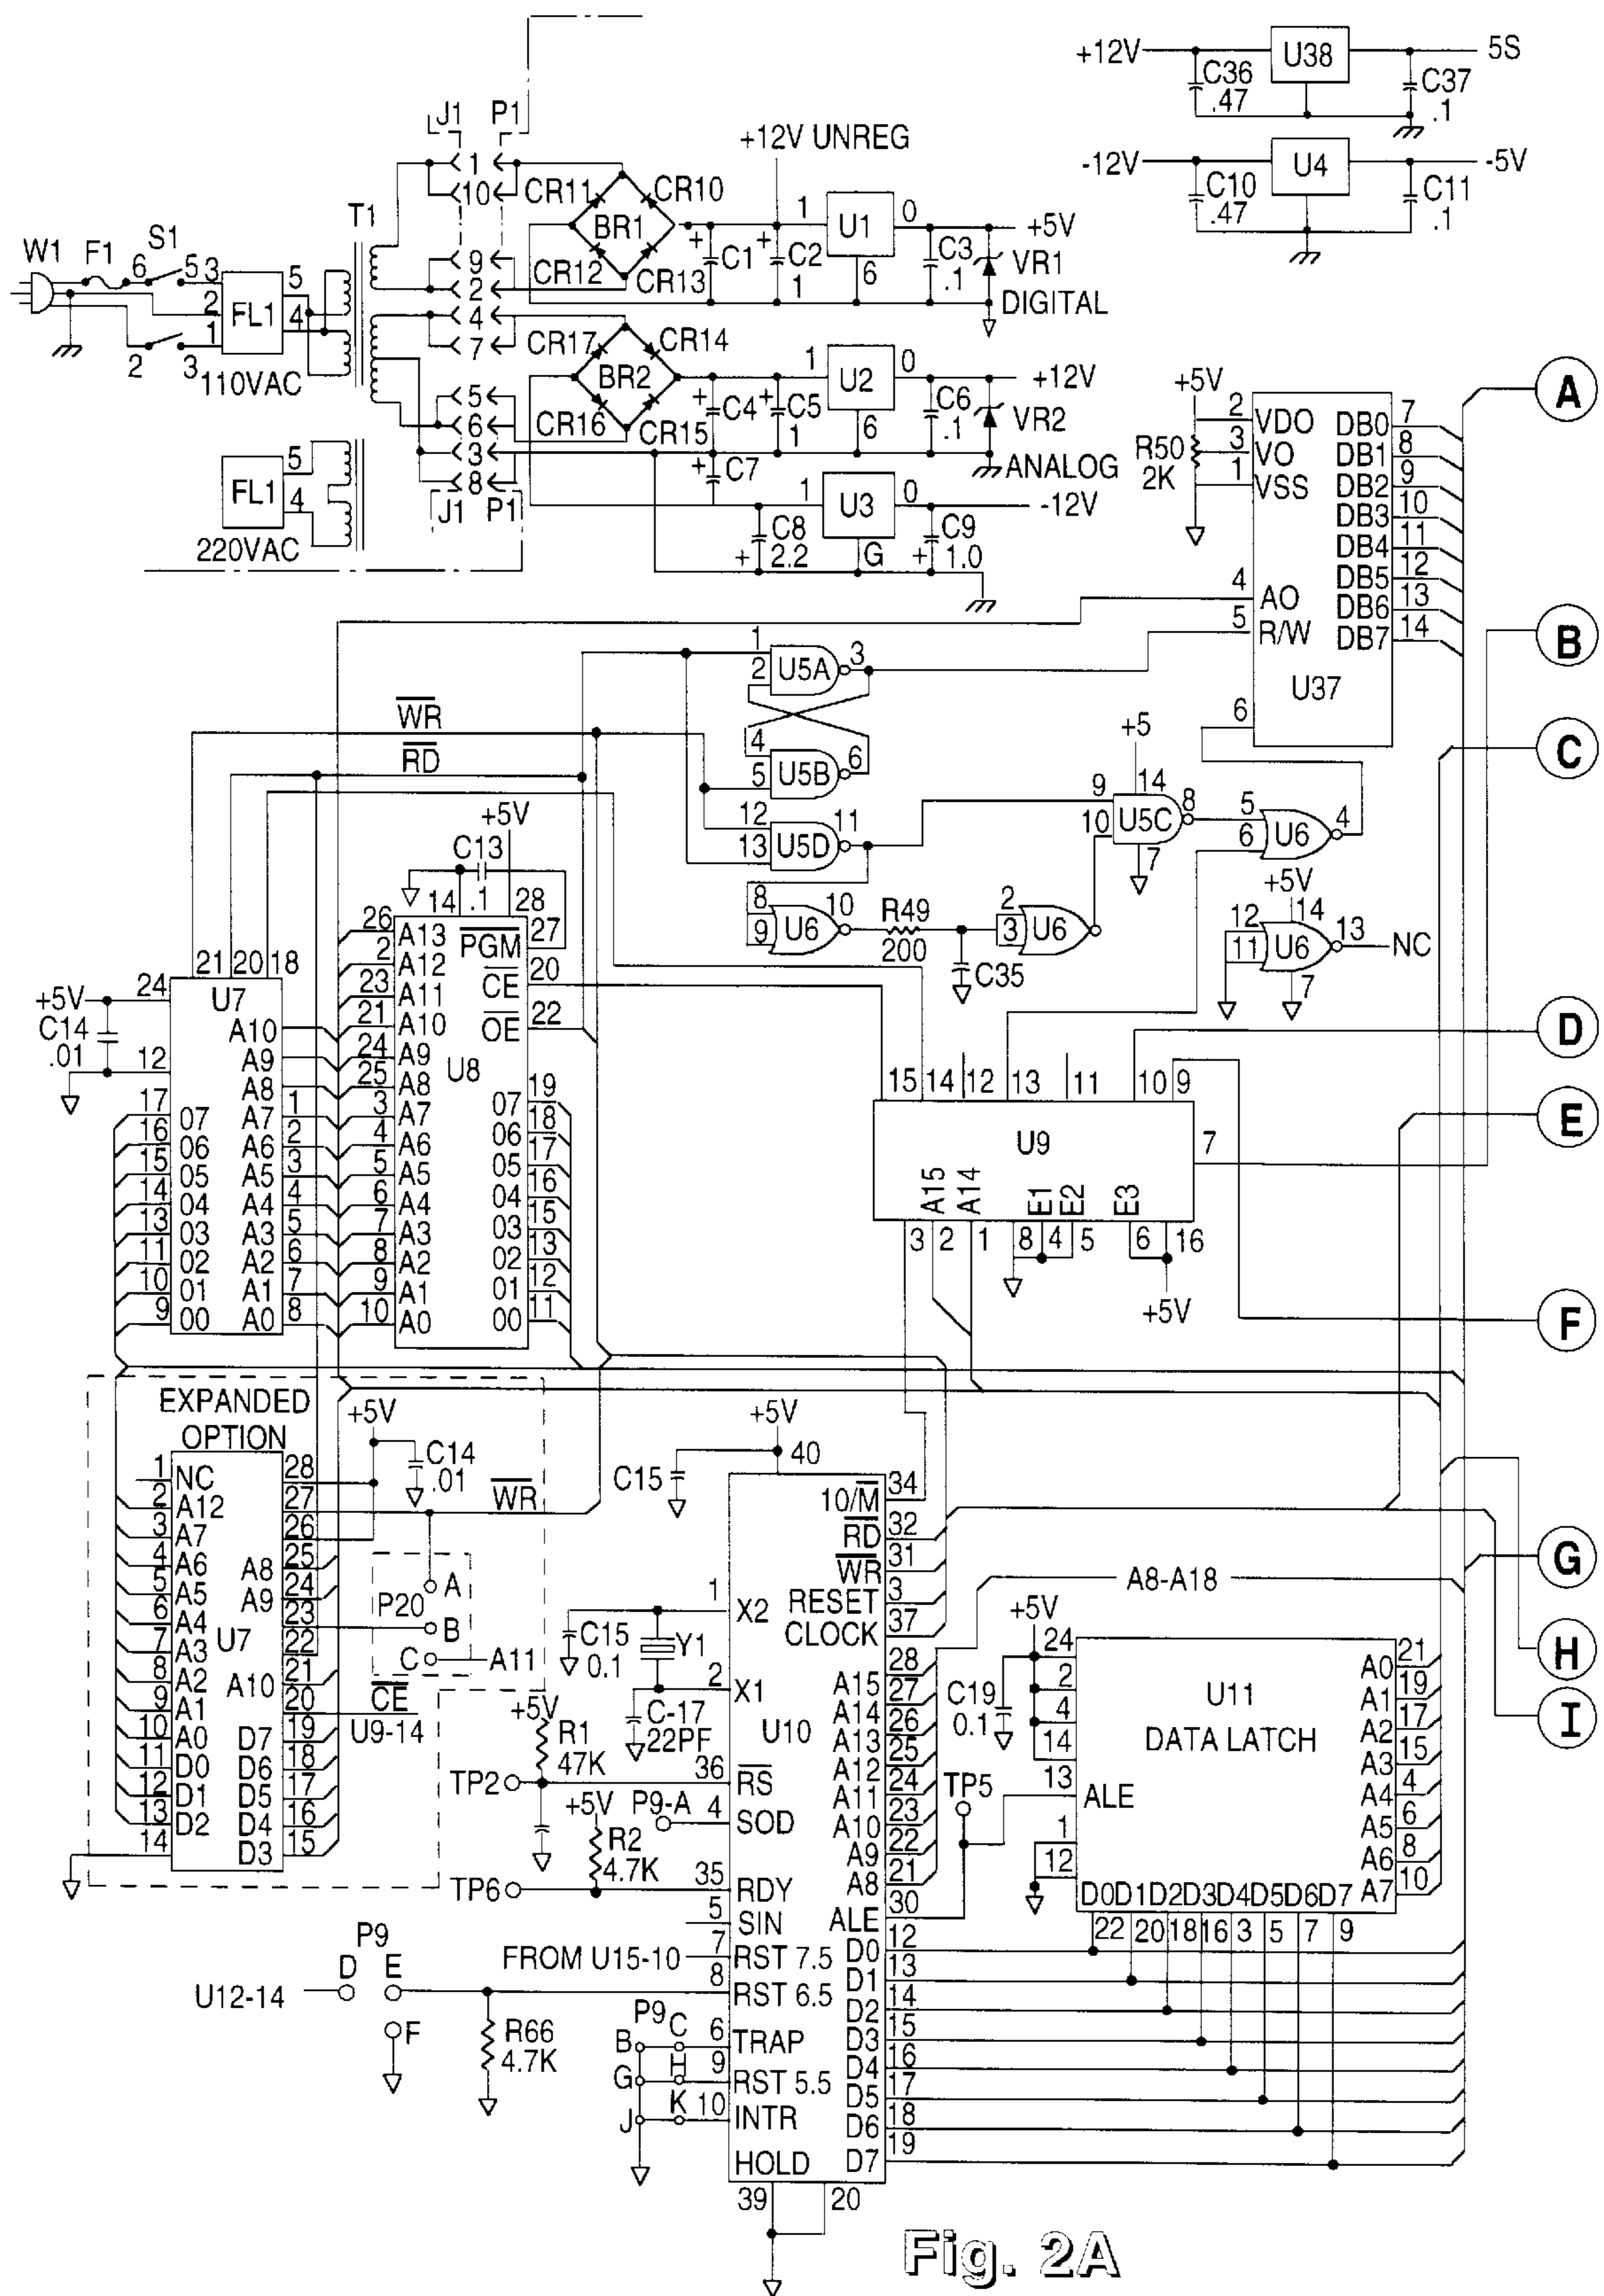 +12V U38 5S
C36 .47 C37 .1
-12V U4 -5V
C10 .47 C11 .1
J1 P1
1
10
9
2
4
7
5
6
3
8
J1 P1
+12V UNREG
CR11 CR10
BR1
CR12 CR13
+ C1 + C2 1
1 U1 0 +5V
6
C3 .1 VR1
DIGITAL
W1 F1 S1 T1
6 5 3 5
2 FL1 4
2 3 1
110VAC
CR17 CR14
BR2
CR16 CR15
+ C4 + C5 1
1 U2 0 +12V
6
C6 .1 VR2
ANALOG
+ C7
1 U3 0 -12V
G
C8 + 2.2
C9 + 1.0
FL1 5
4
220VAC
+5V
R50 2K
2 VDO DB0 7
3 VO DB1 8
1 VSS DB2 9
DB3 10
DB4 11
DB5 12
4 AO DB6 13
5 R/W DB7 14
U37
6
A
B
C
D
E
F
G
H
I
1
2 U5A 3
4
5 U5B 6
12
13 U5D 11
W̅R̅
R̅D̅
+5
9 14
10 U5C 8
7
5
6 U6 4
8
9 U6 10
R49 200
C35
2
3 U6
+5V
12 14
11 U6 13 NC
7
+5V
C13 .1
14 28
26 A13 P̅G̅M̅ 27
2 A12
23 A11 C̅E̅ 20
21 A10 O̅E̅ 22
24 A9 U8
25 A8
3 A7 07 19
4 A6 06 18
5 A5 05 17
6 A4 04 16
7 A3 03 15
8 A2 02 13
9 A1 01 12
10 A0 00 11
21 20 18
+5V 24 U7
C14 .01
12
A10
A9
A8
17 07 A7 1
16 06 A6 2
15 05 A5 3
14 04 A4 4
13 03 A3 5
11 02 A2 6
10 01 A1 7
9 00 A0 8
15 14 12 13 11 10 9
U9 7
A15 A14 E1 E2 E3
3 2 1 8 4 5 6 16
+5V
EXPANDED
OPTION
+5V
C14 .01
W̅R̅
1 NC 28
2 A12 27
3 A7 26
4 A6 A8 25
5 A5 A9 24
6 A4 23
7 A3 U7 22
8 A2 A10 21
9 A1 20
10 A0 D7 19
11 D0 D6 18
12 D1 D5 17
13 D2 D4 16
14 D3 15
P20 A
B
C A11
C̅E̅
U9-14
+5V
C15
40
10/M̅ 34
R̅D̅ 32
W̅R̅ 31
1 X2 RESET 3
CLOCK 37
C15 0.1 Y1
2 X1
C-17 22PF
U10
A15 28
A14 27
A13 26
A12 25
A11 24
A10 23
A9 22
A8 21
+5V
R1 47K
TP2 36 R̅S̅
P9-A 4 SOD
+5V
R2 4.7K
TP6 35 RDY
5 SIN ALE 30
FROM U15-10 7 RST 7.5 D0 12
8 RST 6.5 D1 13
D2 14
P9
D E
U12-14
F
R66 4.7K
P9
B C 6 TRAP D3 15
G H 9 RST 5.5 D4 16
D5 17
J K 10 INTR D6 18
HOLD D7 19
39 20
A8-A18
+5V
C19 0.1
24
2
4
14
13 ALE
1
12
U11
DATA LATCH
A0 21
A1 19
A2 17
A3 15
A4 4
A5 6
A6 8
A7 10
D0 D1 D2 D3 D4 D5 D6 D7
22 20 18 16 3 5 7 9
TP5
Fig. 2A